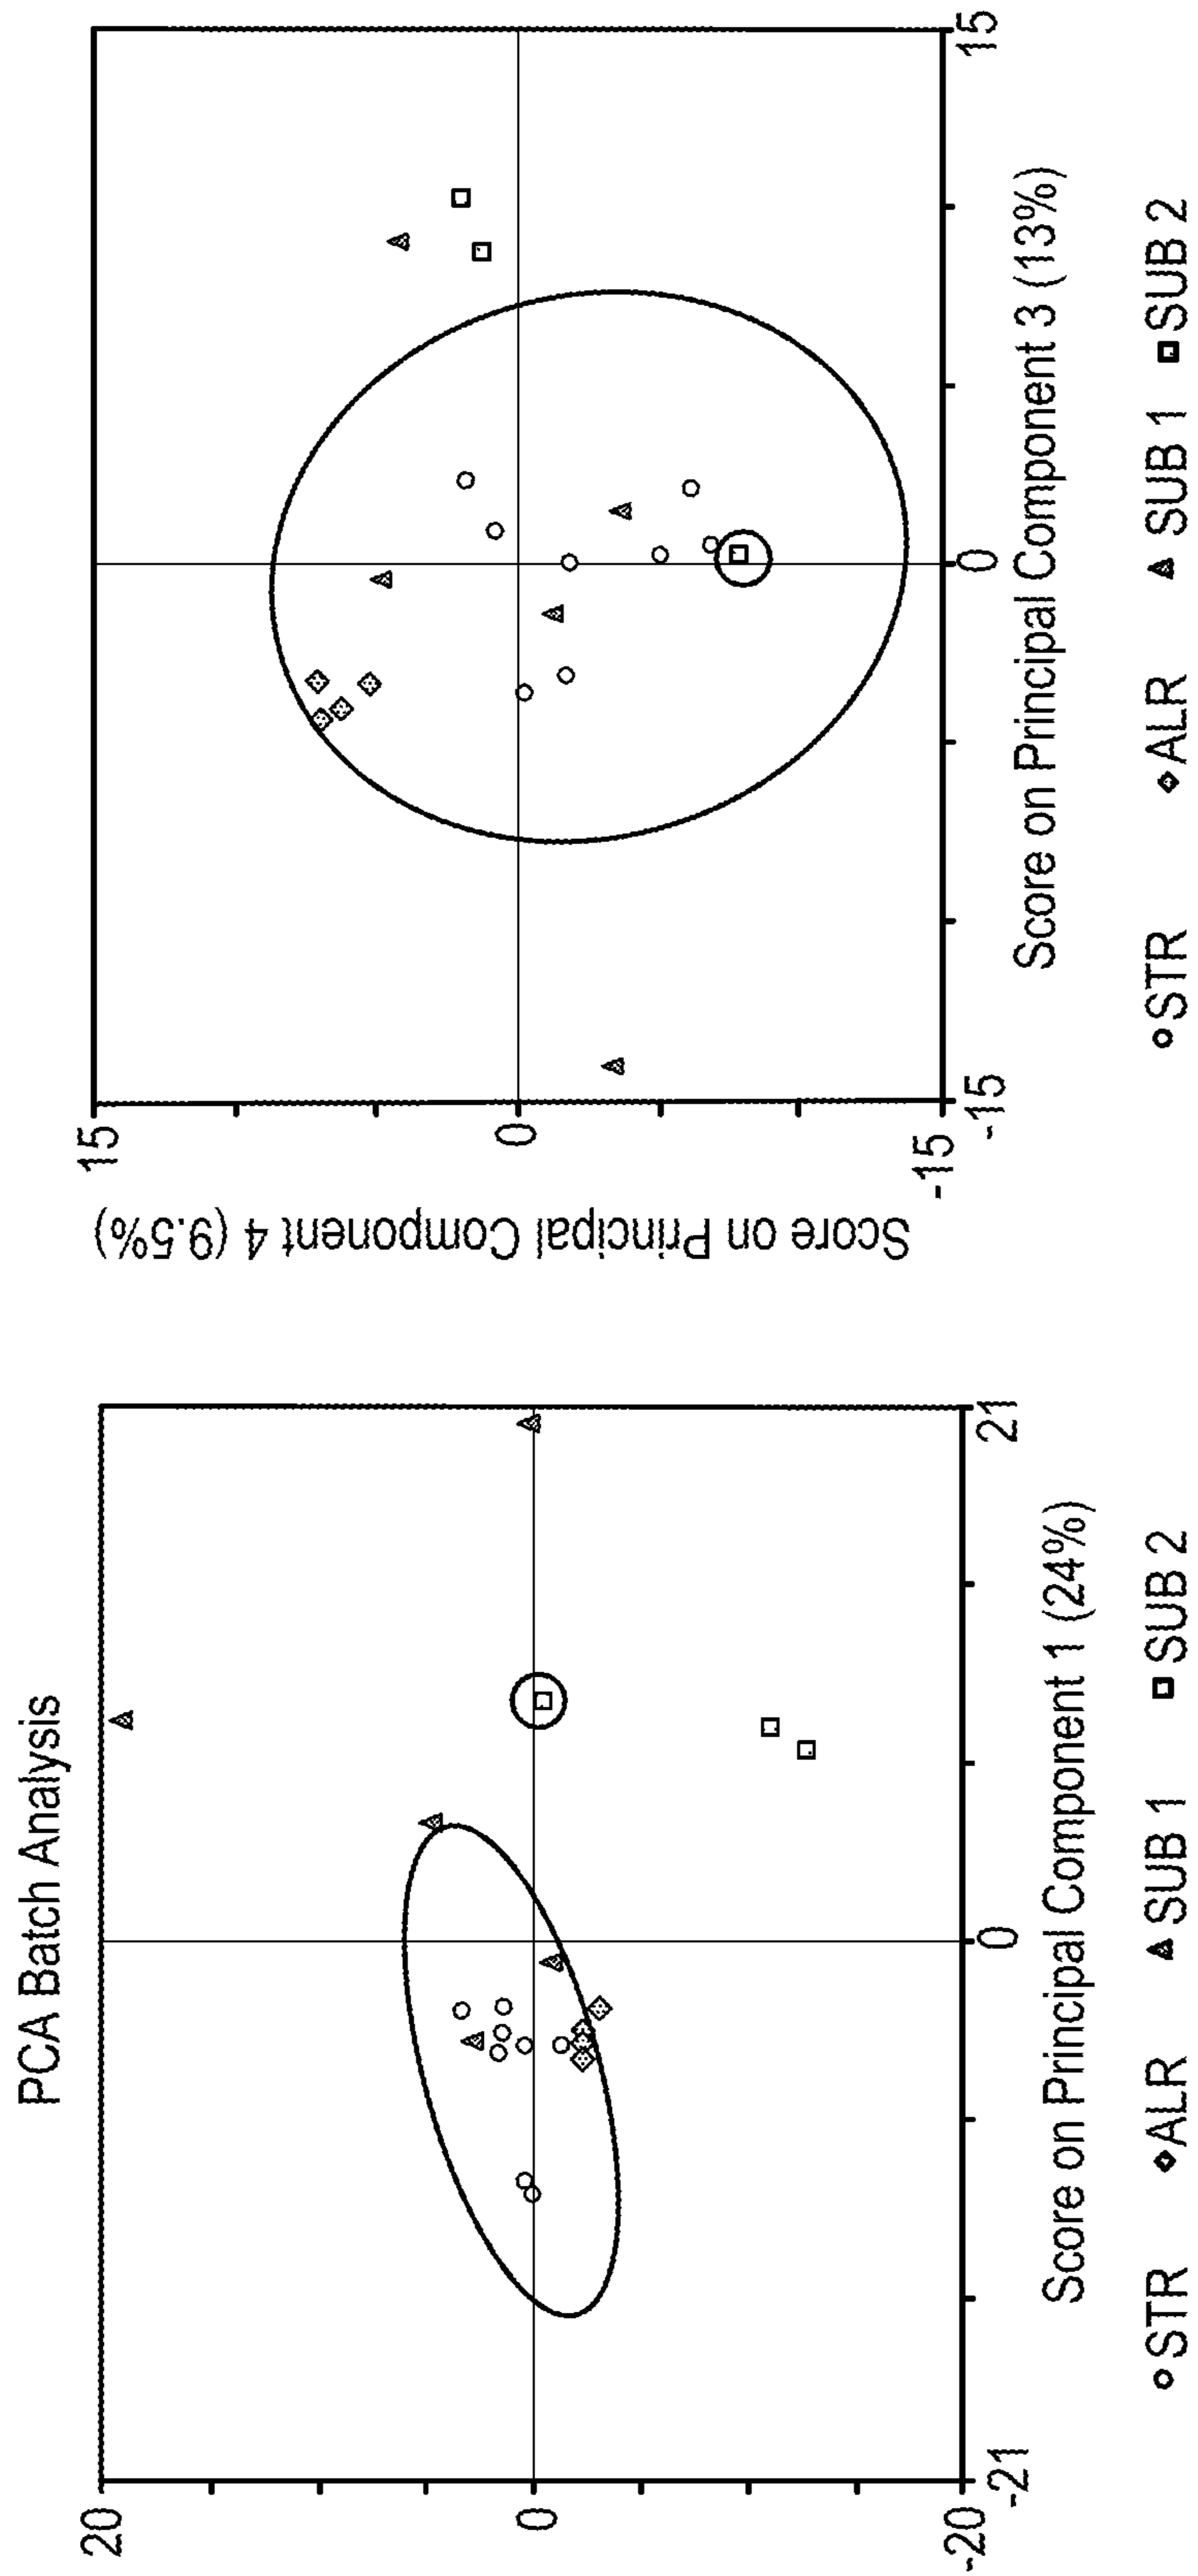 PCA Batch Analysis
20
0
-20
-21
0
21
Score on Principal Component 1 (24%)
STR ALR SUB 1 SUB 2
Score on Principal Component 4 (9.5%)
15
0
-15
-15
0
15
Score on Principal Component 3 (13%)
STR ALR SUB 1 SUB 2